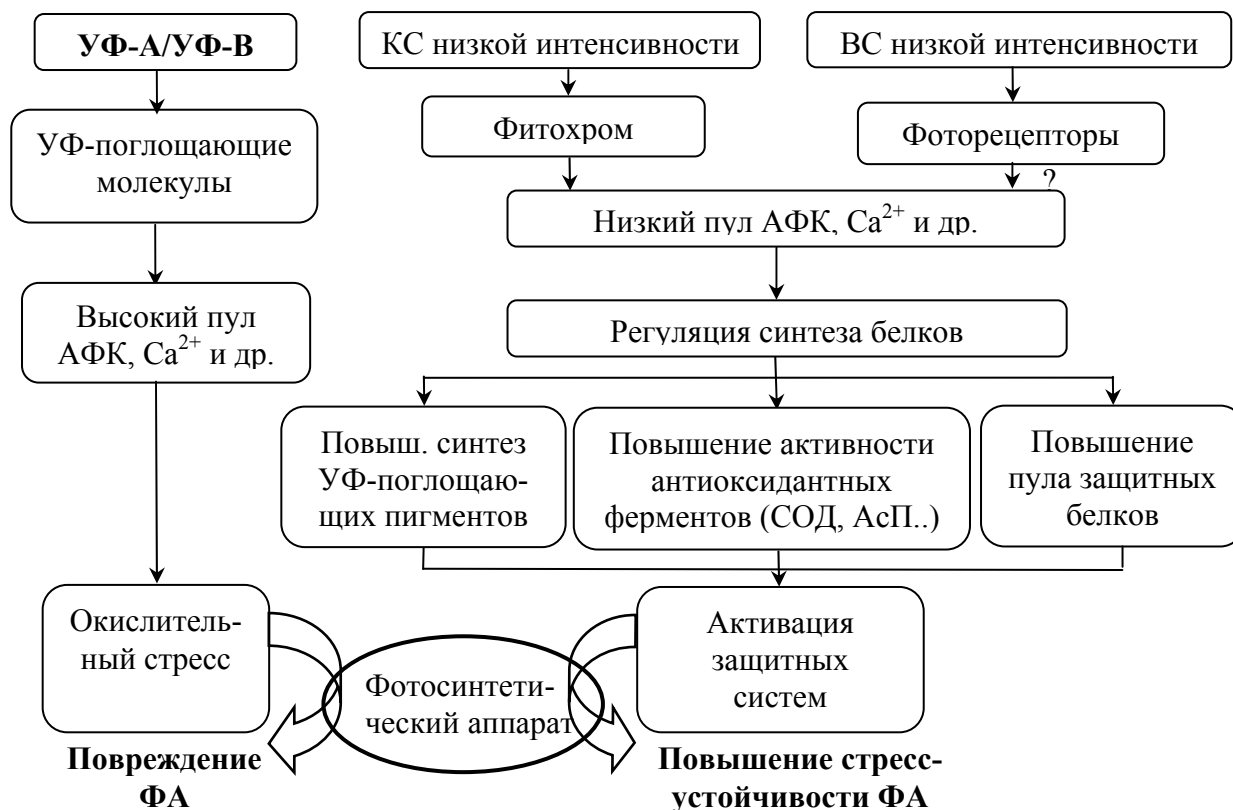 УФ-А/УФ-В
КС низкой интенсивности
ВС низкой интенсивности
УФ-поглощающие
молекулы
Фитохром
Фоторецепторы
?
Низкий пул АФК, Ca²⁺ и др.
Высокий пул
АФК, Ca²⁺ и др.
Регуляция синтеза белков
Повыш. синтез
УФ-поглощаю-
щих пигментов
Повышение активности
антиоксидантных
ферментов (СОД, АсП..)
Повышение
пула защитных
белков
Окислитель-
ный стресс
Фотосинтети-
ический аппарат
Активация
защитных
систем
Повреждение
ФА
Повышение стресс-
устойчивости ФА